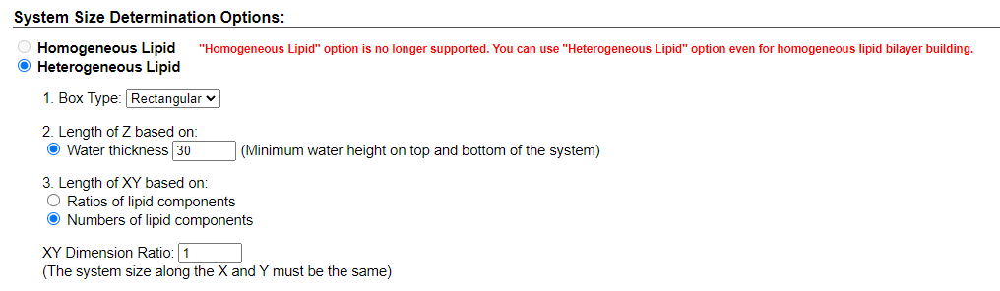 System Size Determination Options:
Homogeneous Lipid "Homogeneous Lipid" option is no longer supported. You can use "Heterogeneous Lipid" option even for homogeneous lipid bilayer building.
Heterogeneous Lipid
1. Box Type: Rectangular
2. Length of Z based on:
Water thickness 30 (Minimum water height on top and bottom of the system)
3. Length of XY based on:
Ratios of lipid components
Numbers of lipid components
XY Dimension Ratio: 1
(The system size along the X and Y must be the same)